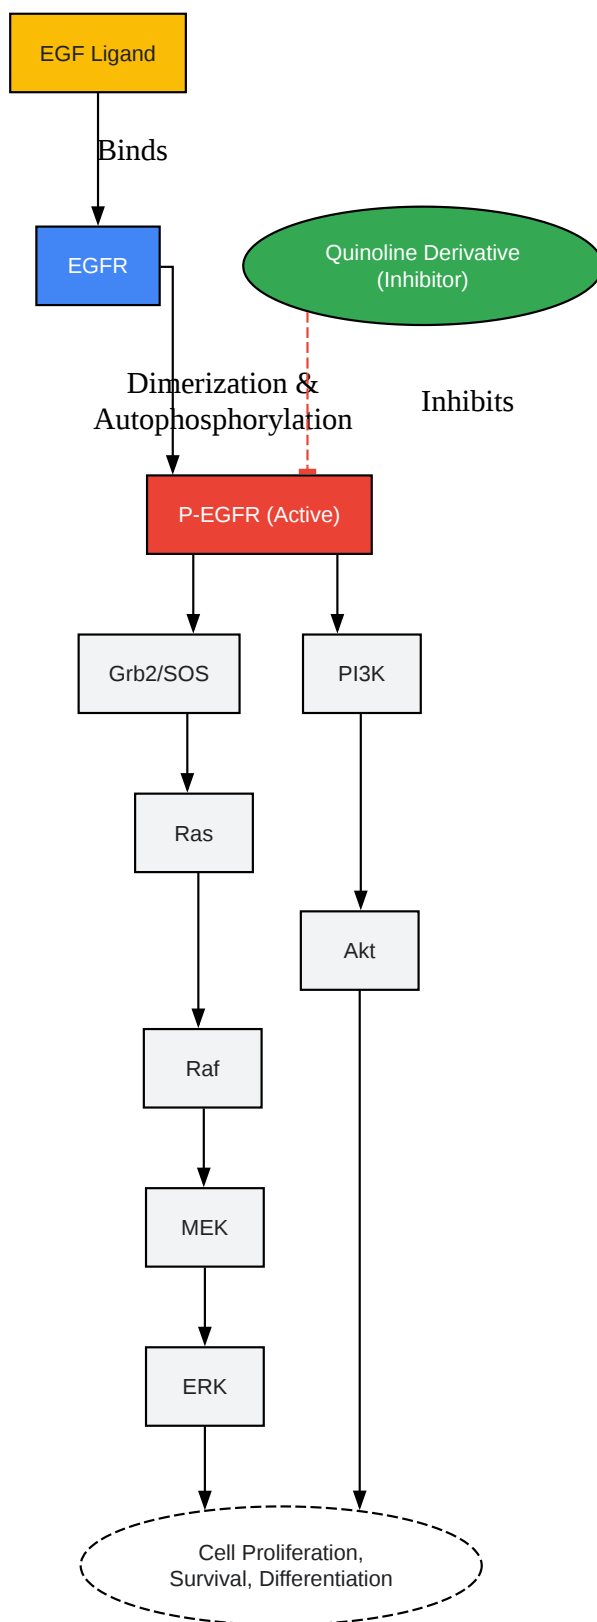 EGF Ligand
Binds
EGFR
Quinoline Derivative
(Inhibitor)
Dimerization &
Autophosphorylation
Inhibits
P-EGFR (Active)
Grb2/SOS
PI3K
Ras
Akt
Raf
MEK
ERK
Cell Proliferation,
Survival, Differentiation